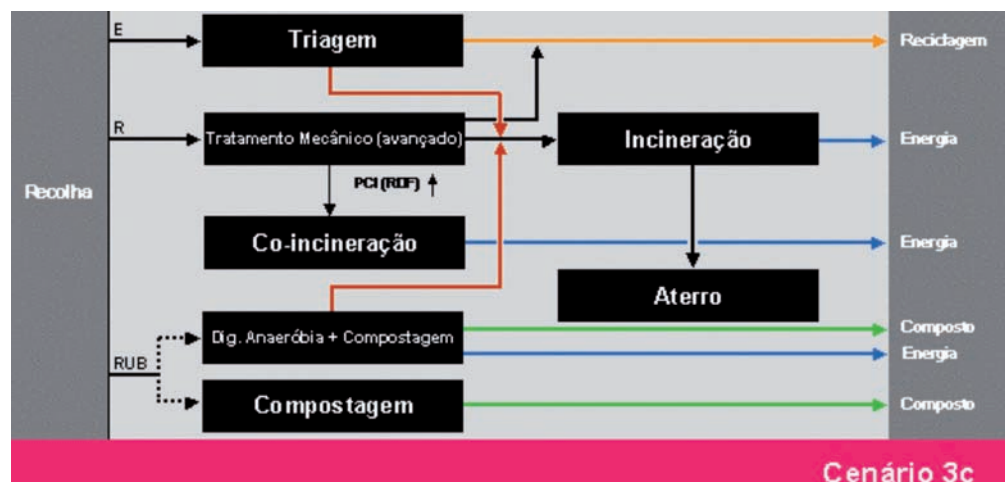 E
Triagem
Reciclagem
R
Tratamento Mecânico (avançado)
Incineração
Energia
PCI (RDF)
Recolha
Co-incineração
Energia
Aterro
Dig. Anaeróbia + Compostagem
Composto
Energia
RUB
Compostagem
Composto
Cenário 3c